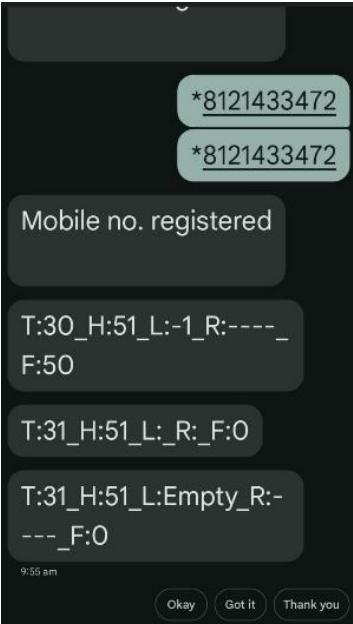 *8121433472
*8121433472
Mobile no. registered
T:30_H:51_L:-1_R:----_
F:50
T:31_H:51_L:_R:_F:0
T:31_H:51_L:Empty_R:-
---_F:0
9:55 am
Okay Got it Thank you